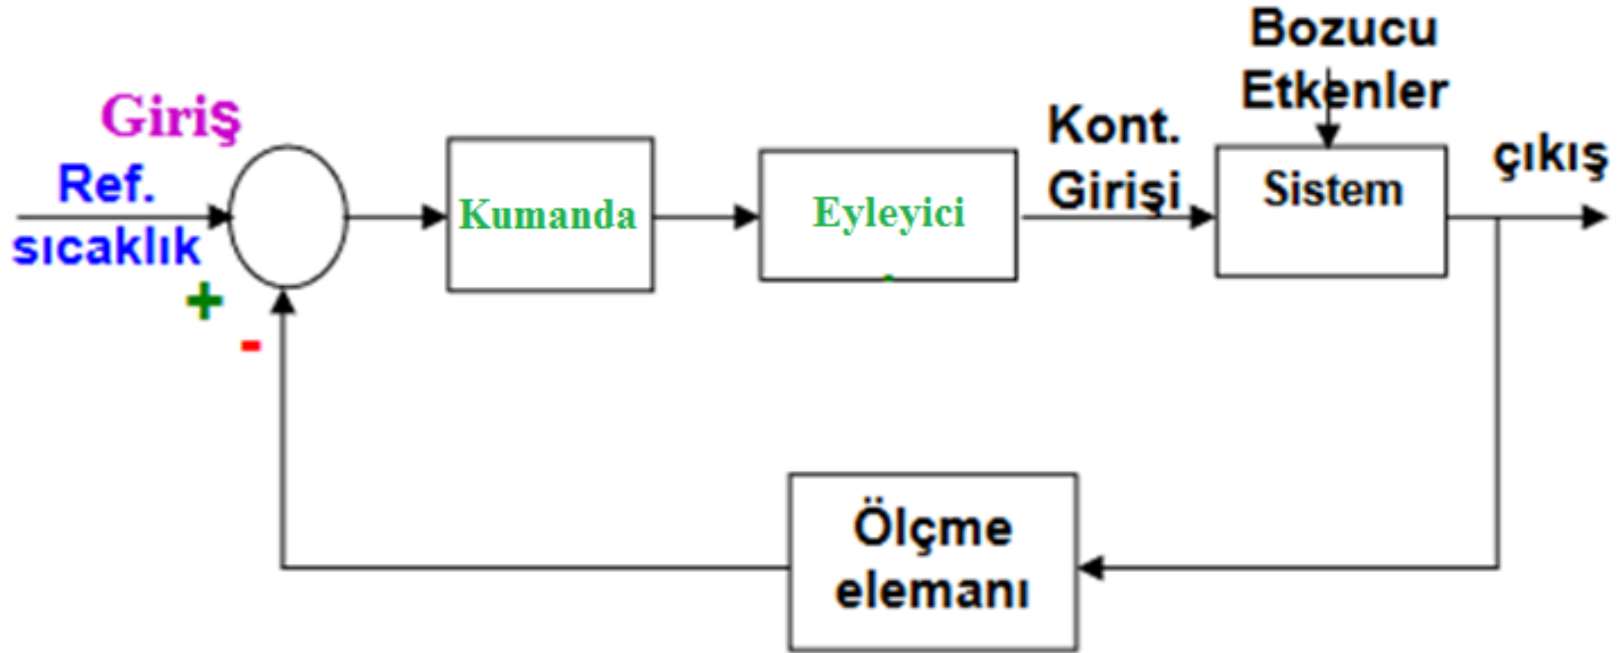 Giriş
Ref.
sıcaklık
+
-
Kumanda
Eyleyici
Kont.
Girişi
Bozucu
Etkenler
Sistem
çıkış
Ölçme
elemanı